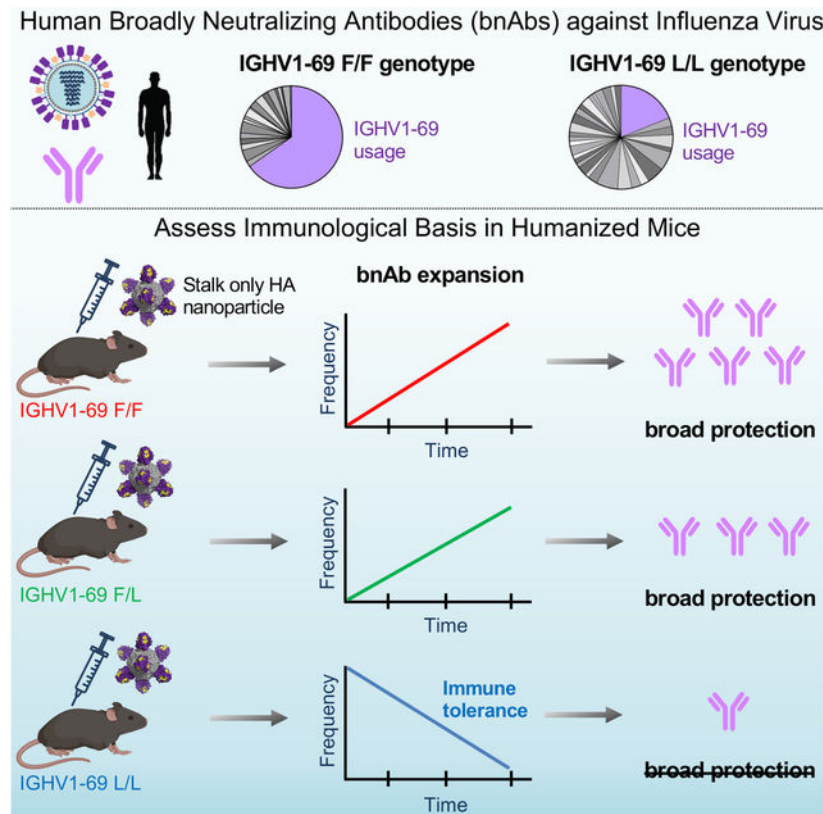 Human Broadly Neutralizing Antibodies (bnAbs) against Influenza Virus
IGHV1-69 F/F genotype
IGHV1-69 L/L genotype
IGHV1-69
usage
IGHV1-69
usage
Assess Immunological Basis in Humanized Mice
Stalk only HA
nanoparticle
bnAb expansion
Frequency
Time
IGHV1-69 F/F
broad protection
Frequency
Time
IGHV1-69 F/L
broad protection
Frequency
Immune
tolerance
Time
IGHV1-69 L/L
broad protection